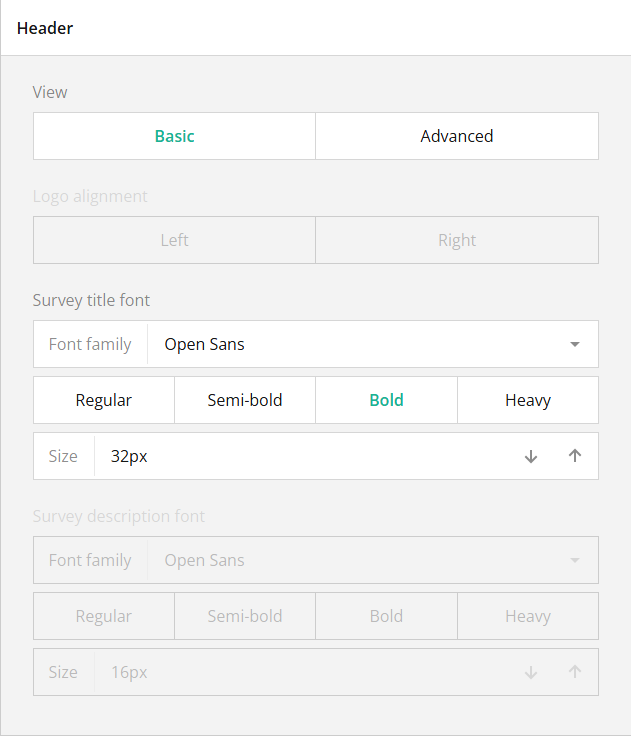 Header
View
Basic Advanced
Logo alignment
Left Right
Survey title font
Font family Open Sans
Regular Semi-bold Bold Heavy
Size 32px
Survey description font
Font family Open Sans
Regular Semi-bold Bold Heavy
Size 16px